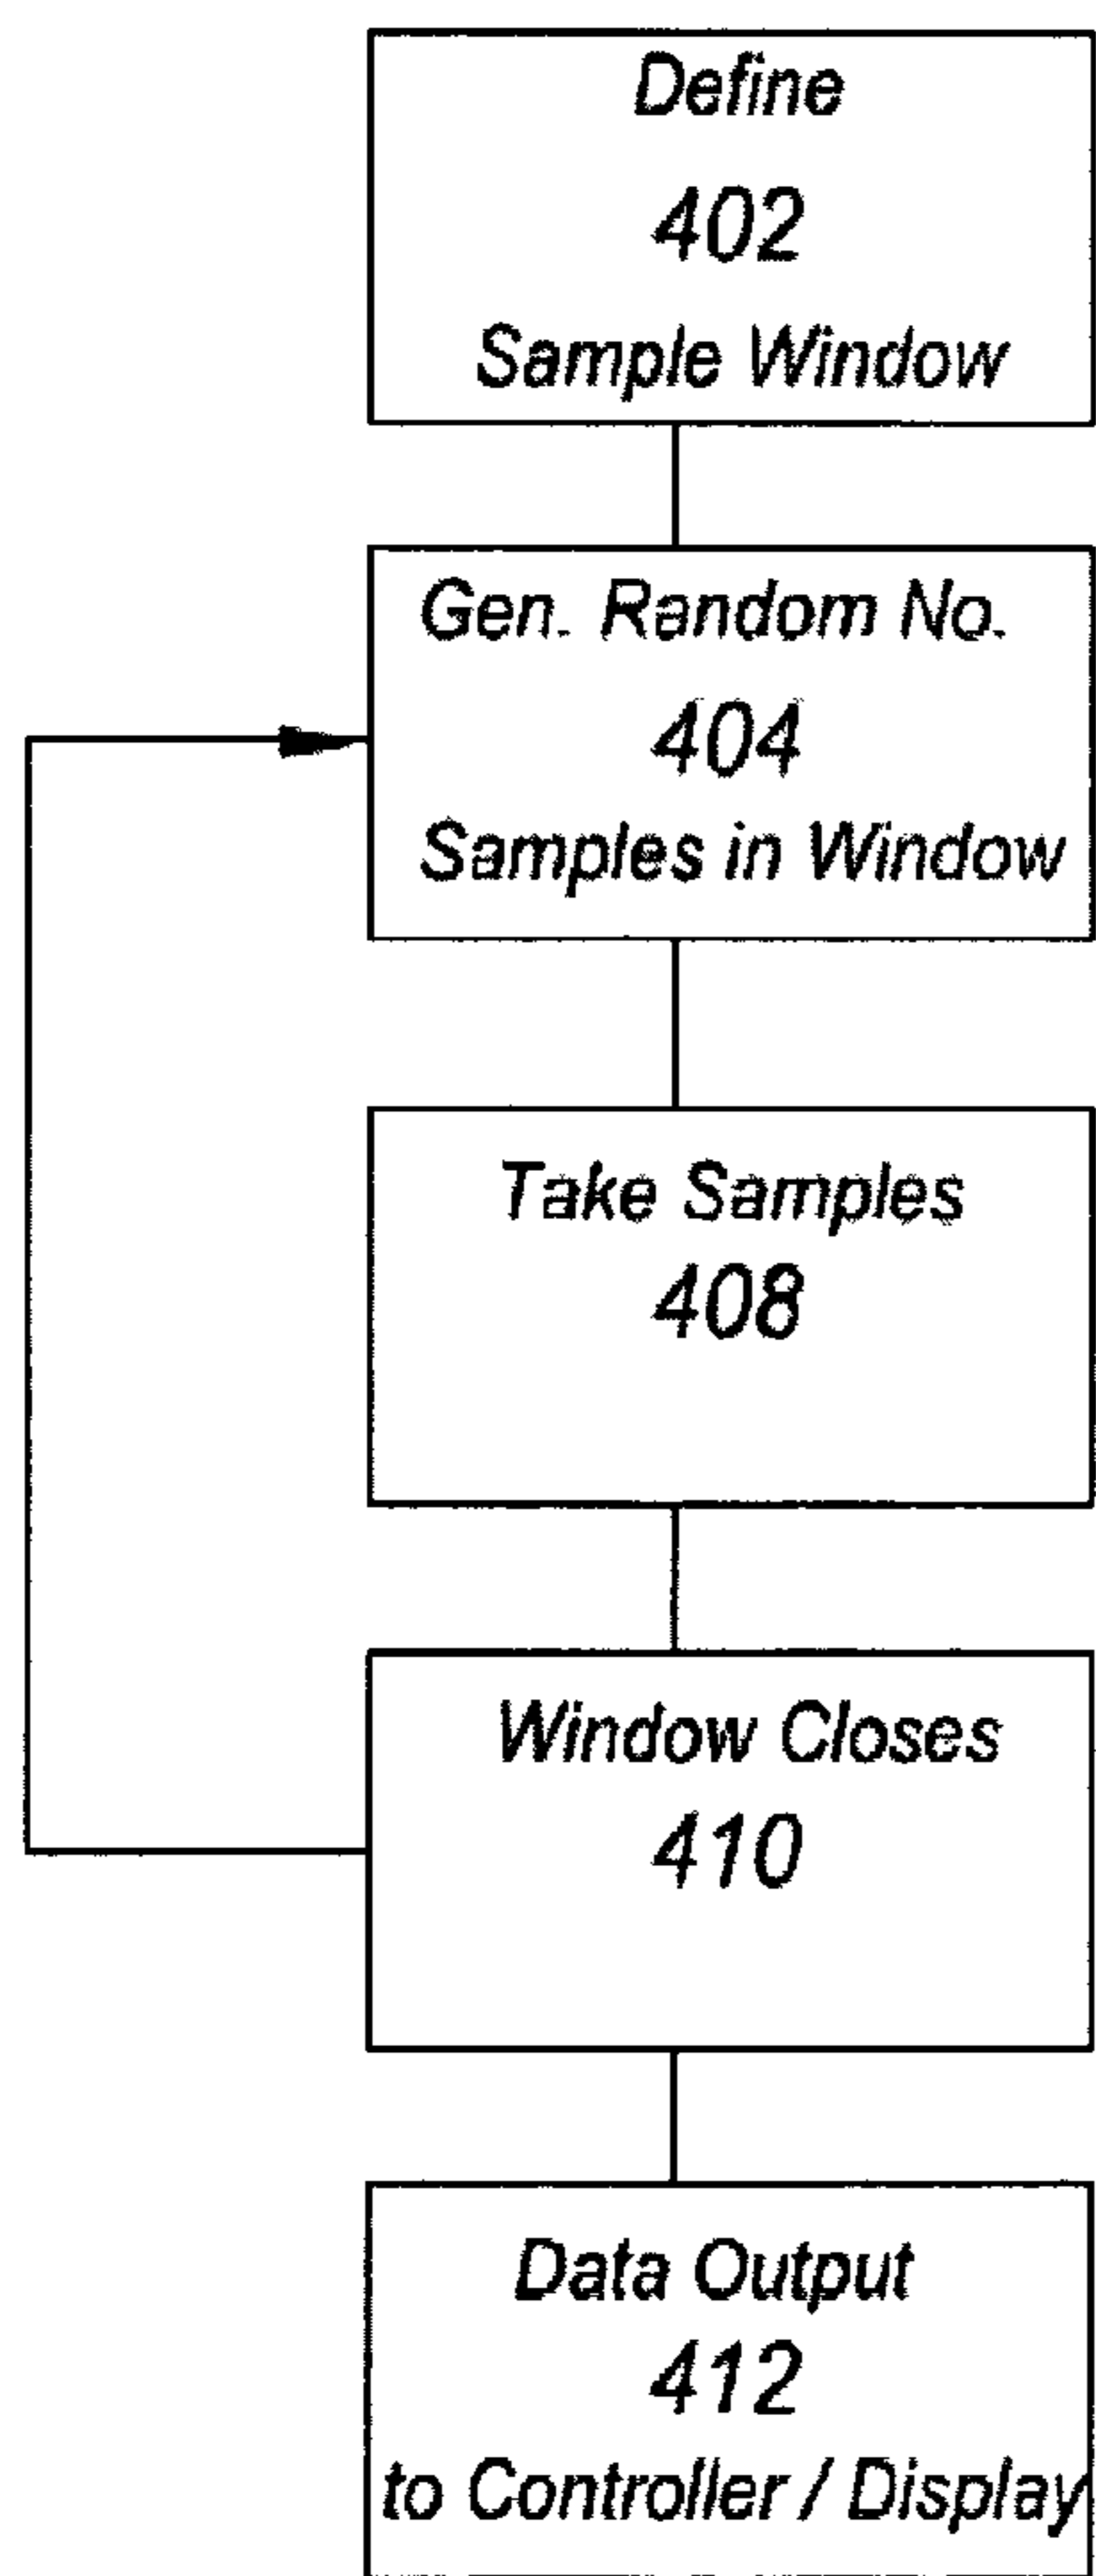 Define
402
Sample Window
Gen. Random No.
404
Samples in Window
Take Samples
408
Window Closes
410
Data Output
412
to Controller / Display